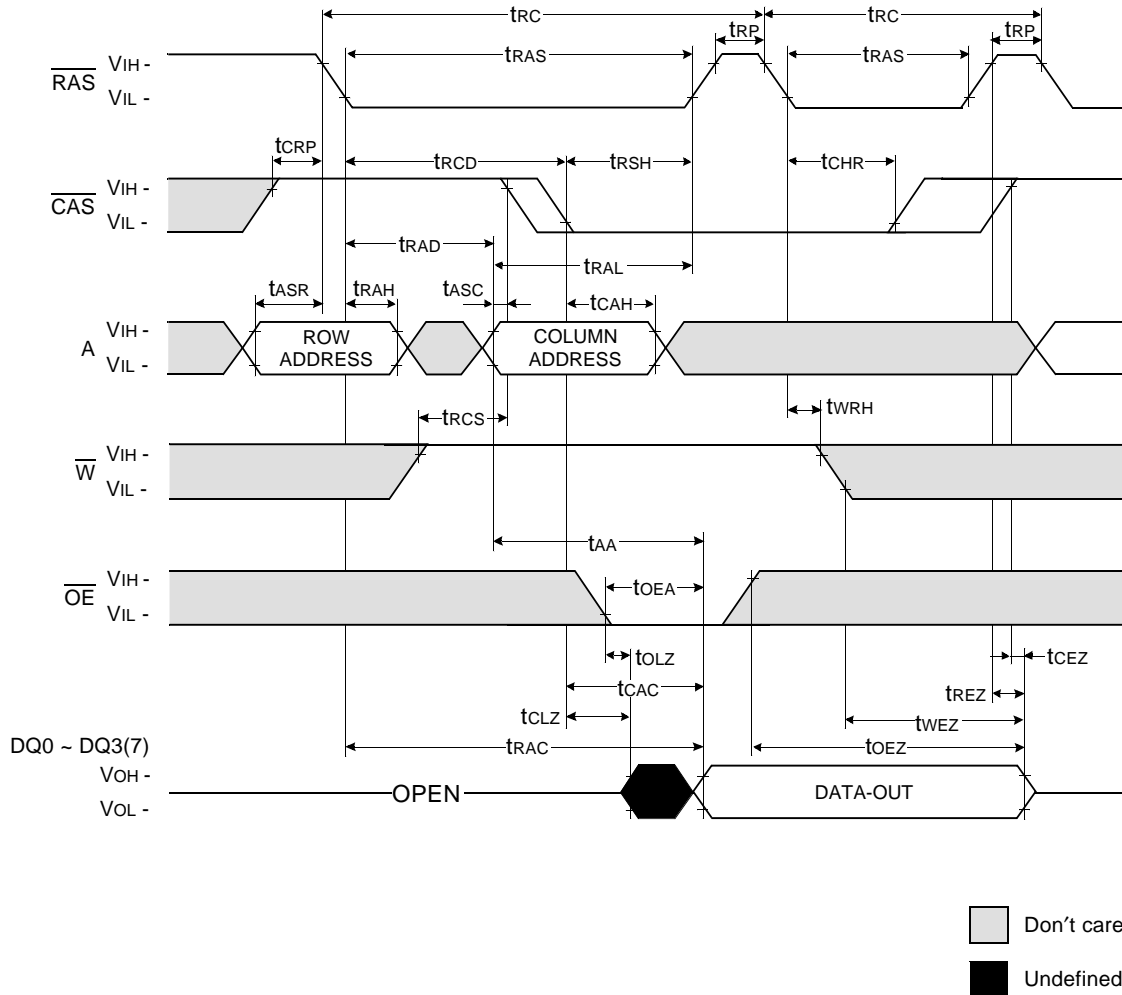 tRC tRC
tRP tRP
tRAS tRAS
RAS VIH -
VIL -
tCRP tRCD tRSH tCHR
CAS VIH -
VIL -
tRAD tRAL
tASR tRAH tASC tCAH
A VIH -
VIL -
ROW ADDRESS
COLUMN ADDRESS
tRCS tWRH
W VIH -
VIL -
tAA
OE VIH -
VIL -
tOEA
tOLZ tCEZ
tCAC tREZ
tCLZ tWEZ
DQ0 ~ DQ3(7)
tRAC tOEZ
VOH -
VOL -
OPEN DATA-OUT
Don′t care
Undefined